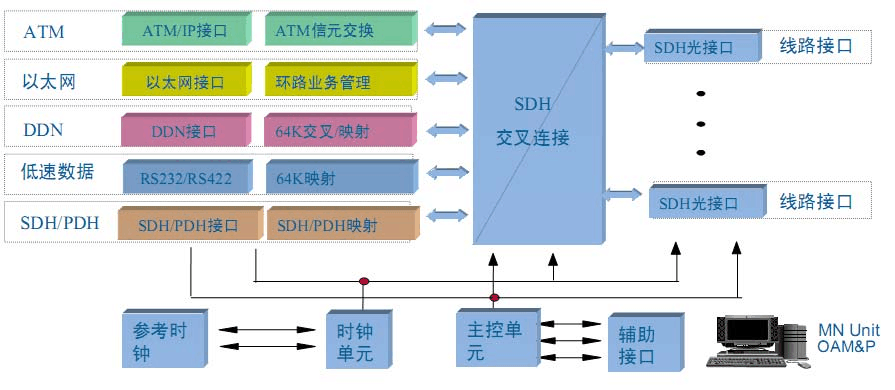 ATM ATM/IP接口 ATM信元交换
以太网 以太网接口 环路业务管理
DDN DDN接口 64K交叉/映射
低速数据 RS232/RS422 64K映射
SDH/PDH SDH/PDH接口 SDH/PDH映射
SDH
交叉连接
SDH光接口 线路接口
SDH光接口 线路接口
参考时
钟
时钟
单元
主控单
元
辅助
接口
MN Unit
OAM&P